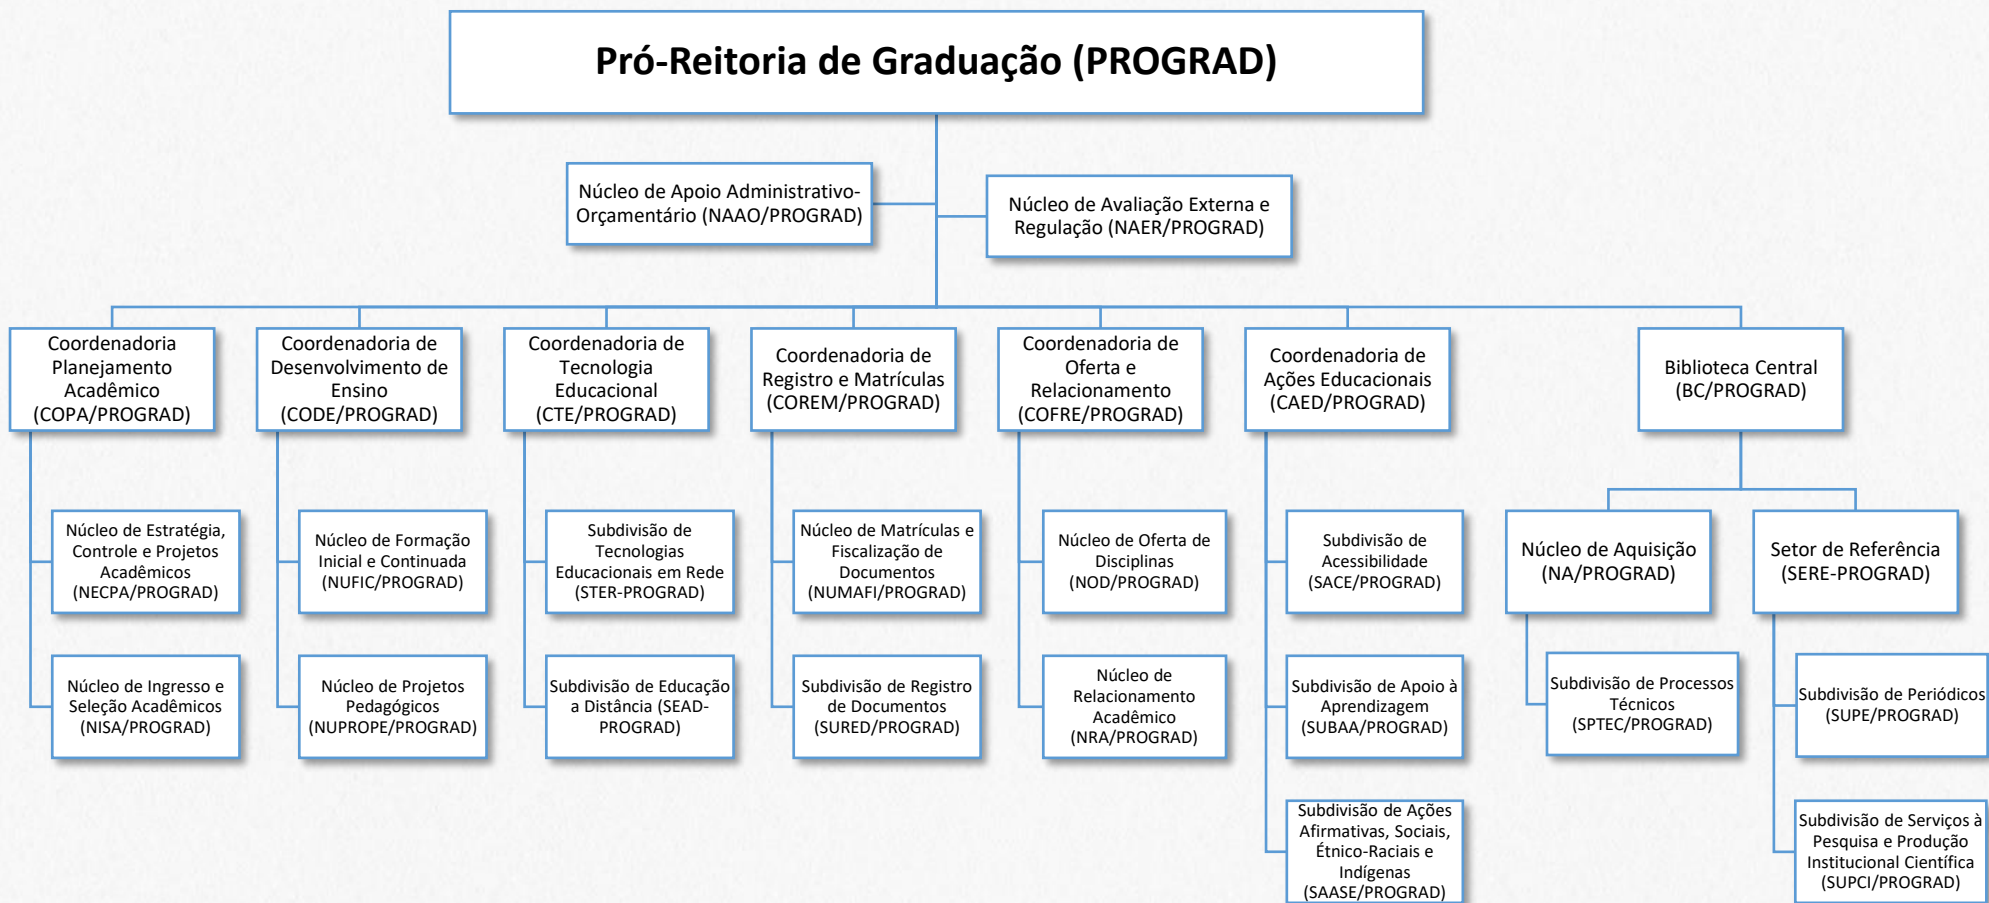 Pró-Reitoria de Graduação (PROGRAD)
Núcleo de Apoio Administrativo-
Orçamentário (NAAO/PROGRAD)
Núcleo de Avaliação Externa e
Regulação (NAER/PROGRAD)
Coordenadoria
Planejamento
Acadêmico
(COPA/PROGRAD)
Coordenadoria de
Desenvolvimento de
Ensino
(CODE/PROGRAD)
Coordenadoria de
Tecnologia
Educacional
(CTE/PROGRAD)
Coordenadoria de
Registro e Matrículas
(COREM/PROGRAD)
Coordenadoria de
Oferta e
Relacionamento
(COFRE/PROGRAD)
Coordenadoria de
Ações Educacionais
(CAED/PROGRAD)
Biblioteca Central
(BC/PROGRAD)
Núcleo de Estratégia,
Controle e Projetos
Acadêmicos
(NECPA/PROGRAD)
Núcleo de Formação
Inicial e Continuada
(NUFIC/PROGRAD)
Subdivisão de
Tecnologias
Educacionais em Rede
(STER-PROGRAD)
Núcleo de Matrículas e
Fiscalização de
Documentos
(NUMAFI/PROGRAD)
Núcleo de Oferta de
Disciplinas
(NOD/PROGRAD)
Subdivisão de
Acessibilidade
(SACE/PROGRAD)
Núcleo de Aquisição
(NA/PROGRAD)
Setor de Referência
(SERE-PROGRAD)
Núcleo de Ingresso e
Seleção Acadêmicos
(NISA/PROGRAD)
Núcleo de Projetos
Pedagógicos
(NUPROPE/PROGRAD)
Subdivisão de Educação
a Distância (SEAD-
PROGRAD)
Subdivisão de Registro
de Documentos
(SURED/PROGRAD)
Núcleo de
Relacionamento
Acadêmico
(NRA/PROGRAD)
Subdivisão de Apoio à
Aprendizagem
(SUBAA/PROGRAD)
Subdivisão de Processos
Técnicos
(SPTEC/PROGRAD)
Subdivisão de Periódicos
(SUPE/PROGRAD)
Subdivisão de Ações
Afirmativas, Sociais,
Étnico-Raciais e
Indígenas
(SAASE/PROGRAD)
Subdivisão de Serviços à
Pesquisa e Produção
Institucional Científica
(SUPCI/PROGRAD)